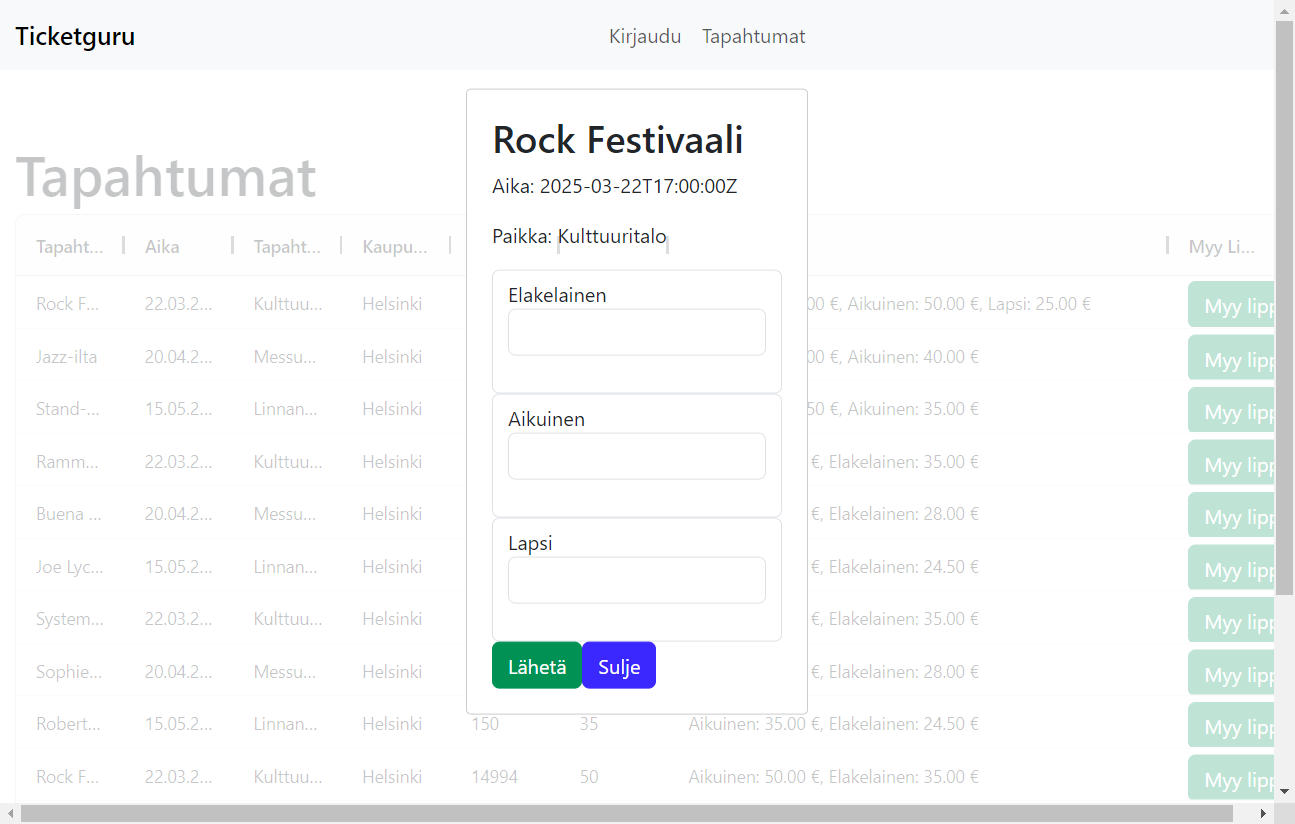 Ticketguru
Kirjaudu Tapahtumat
Rock Festivaali
Aika: 2025-03-22T17:00:00Z
Paikka: Kulttuuritalo
Elakelainen
Aikuinen
Lapsi
Lähetä Sulje
Tapahtumat
Tapaht... Aika Tapaht... Kaupu... Myy Li...
Rock F... 22.03.2... Kulttuu... Helsinki 00 €, Aikuinen: 50.00 €, Lapsi: 25.00 € Myy lipp
Jazz-ilta 20.04.2... Messu... Helsinki 00 €, Aikuinen: 40.00 € Myy lipp
Stand-... 15.05.2... Linnan... Helsinki 50 €, Aikuinen: 35.00 € Myy lipp
Ramm... 22.03.2... Kulttuu... Helsinki €, Elakelainen: 35.00 € Myy lipp
Buena ... 20.04.2... Messu... Helsinki €, Elakelainen: 28.00 € Myy lipp
Joe Lyc... 15.05.2... Linnan... Helsinki €, Elakelainen: 24.50 € Myy lipp
System... 22.03.2... Kulttuu... Helsinki €, Elakelainen: 35.00 € Myy lipp
Sophie... 20.04.2... Messu... Helsinki €, Elakelainen: 28.00 € Myy lipp
Robert... 15.05.2... Linnan... Helsinki 150 35 Aikuinen: 35.00 €, Elakelainen: 24.50 € Myy lipp
Rock F... 22.03.2... Kulttuu... Helsinki 14994 50 Aikuinen: 50.00 €, Elakelainen: 35.00 € Myy lipp